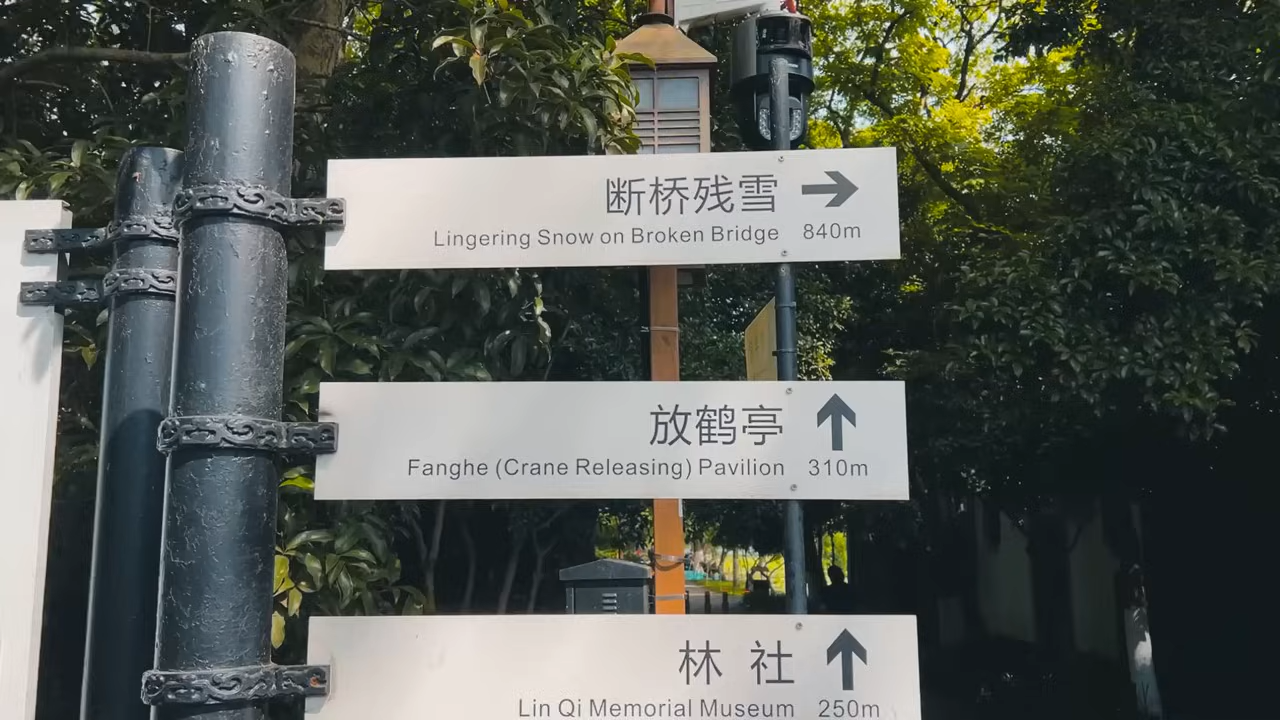 断桥残雪
Lingering Snow on Broken Bridge 840m
放鹤亭
Fanghe (Crane Releasing) Pavilion 310m
林 社
Lin Qi Memorial Museum 250m